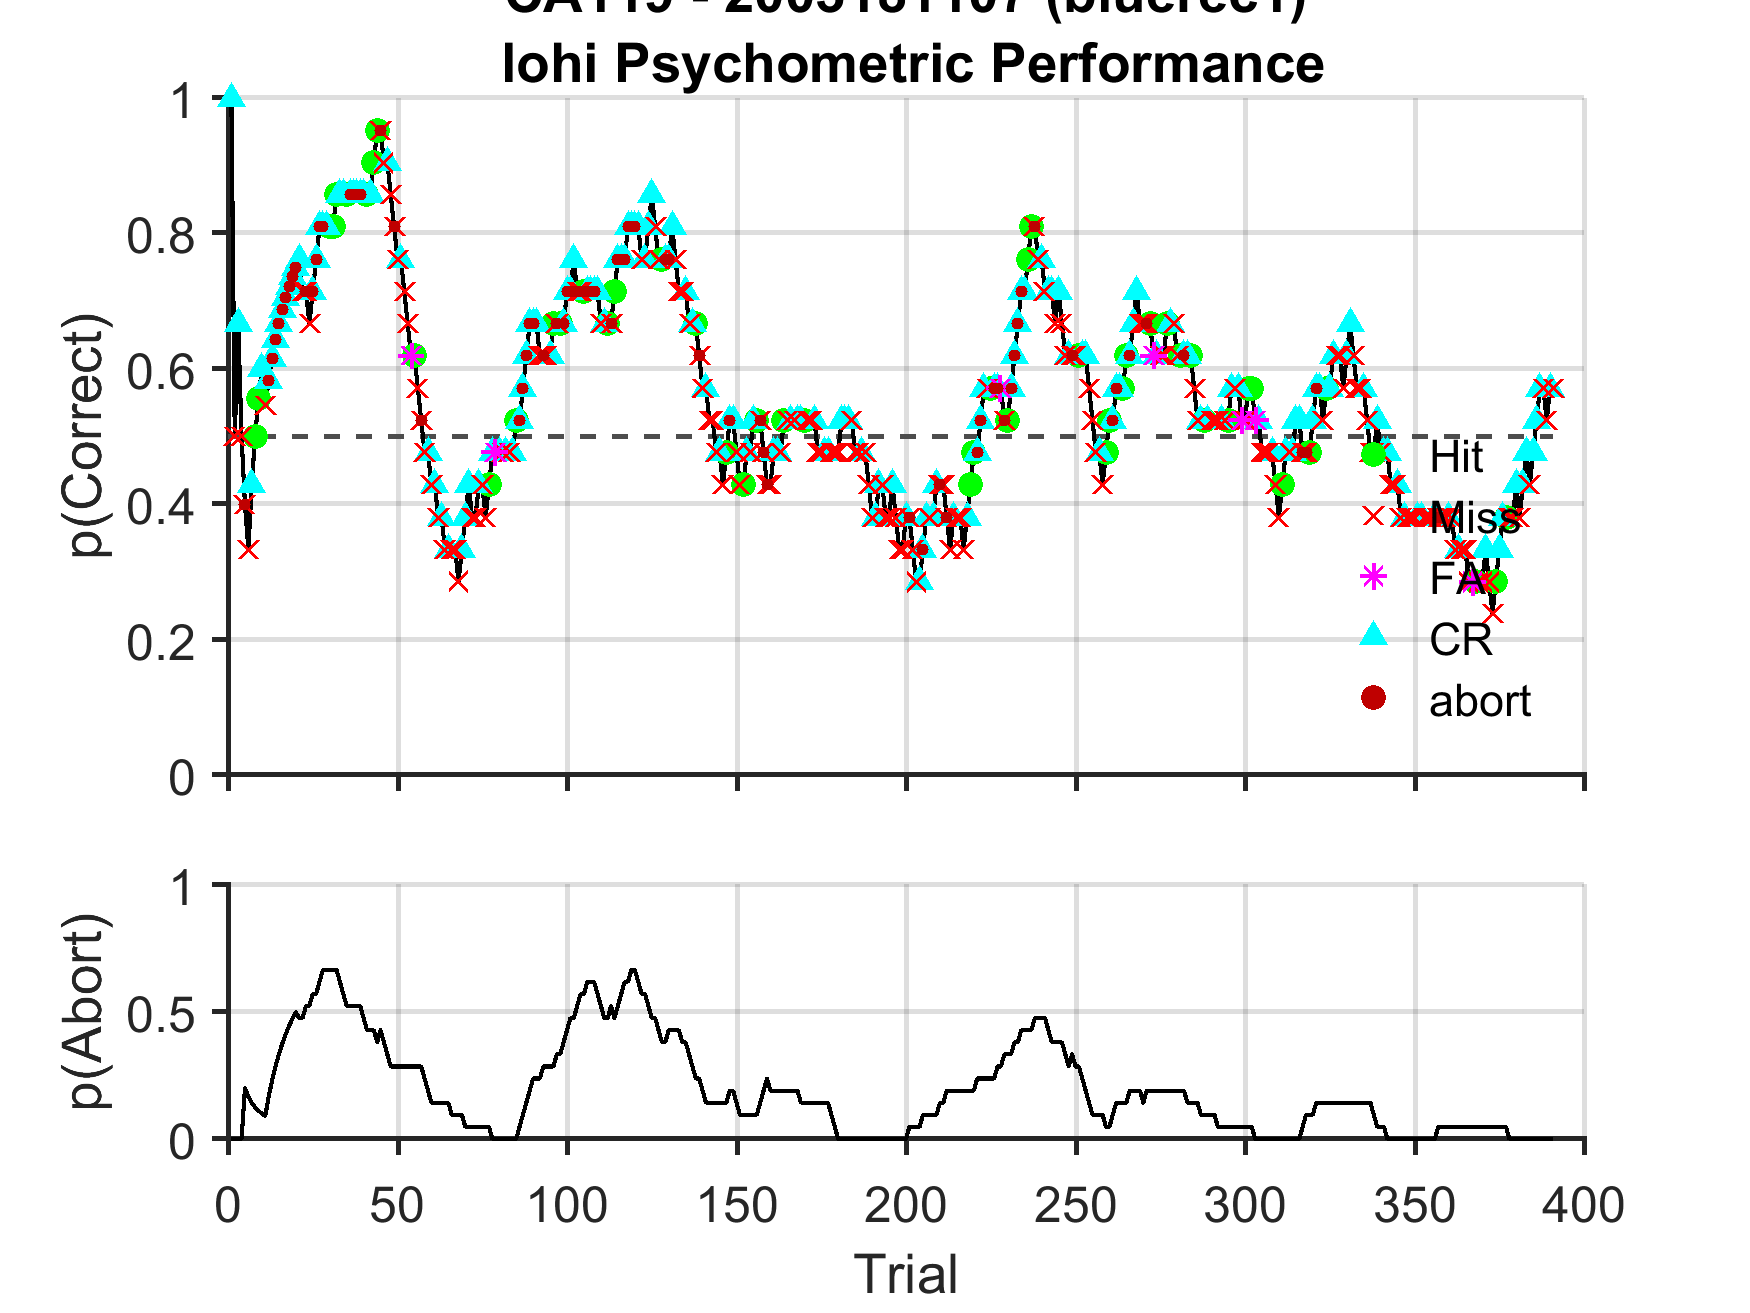 lohi Psychometric Performance
1
0.8
0.6
0.4
0.2
0
p(Correct)
Hit
Miss
FA
CR
abort
1
0.5
0
p(Abort)
0 50 100 150 200 250 300 350 400
Trial